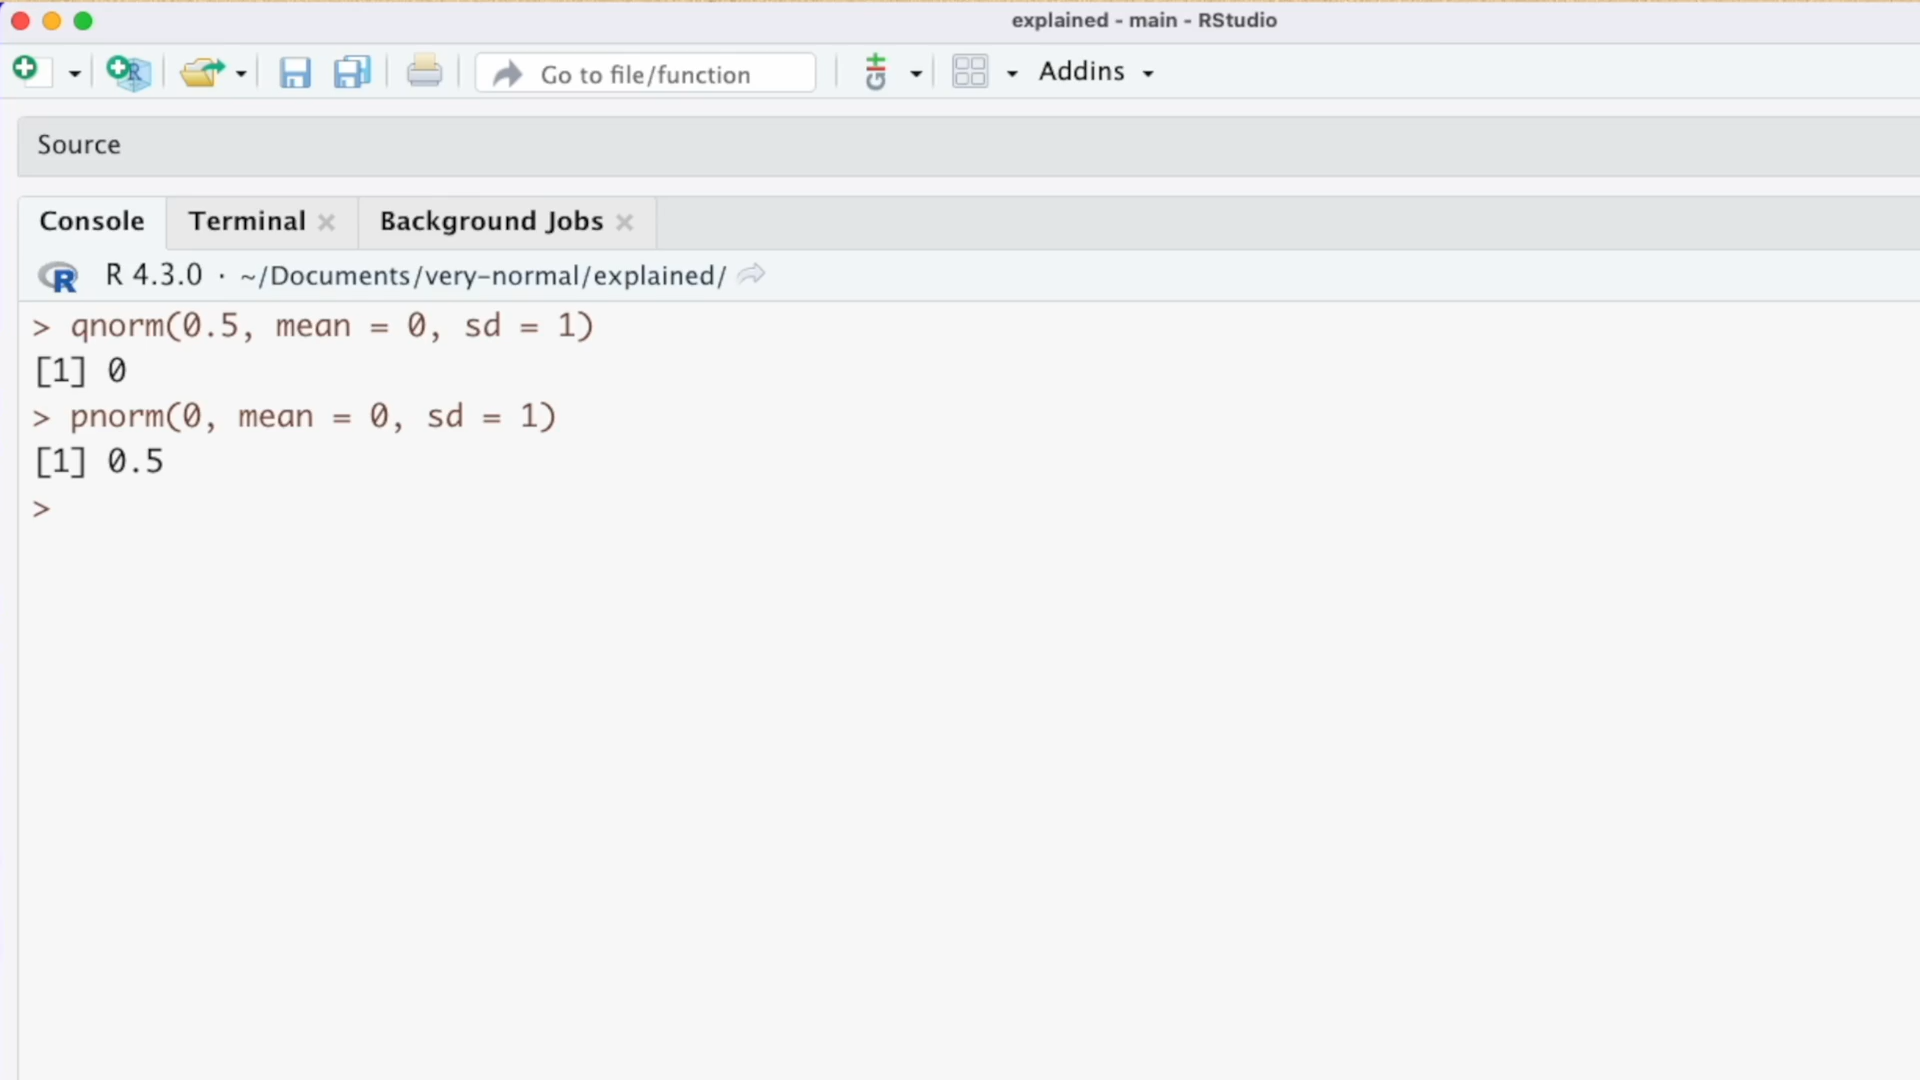 explained - main - RStudio
Go to file/function
Addins
Source
Console Terminal Background Jobs
R 4.3.0 · ~/Documents/very-normal/explained/
> qnorm(0.5, mean = 0, sd = 1)
[1] 0
> pnorm(0, mean = 0, sd = 1)
[1] 0.5
>